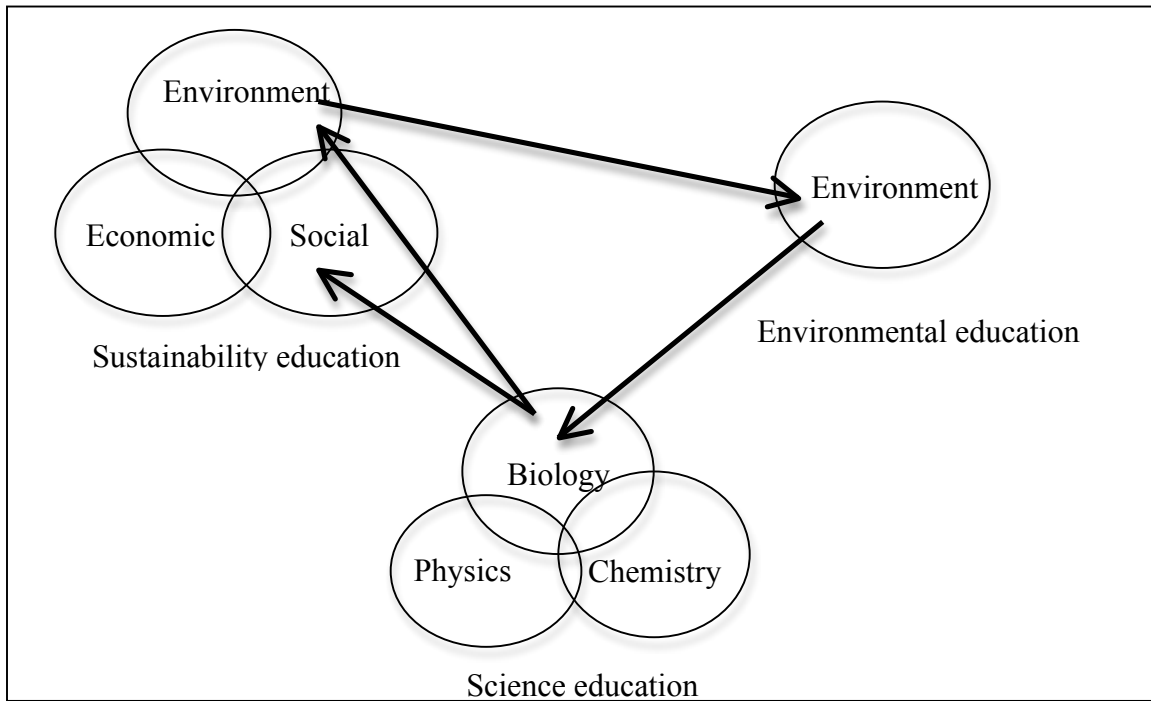 Environment
Environment
Economic
Social
Environmental education
Sustainability education
Biology
Physics
Chemistry
Science education